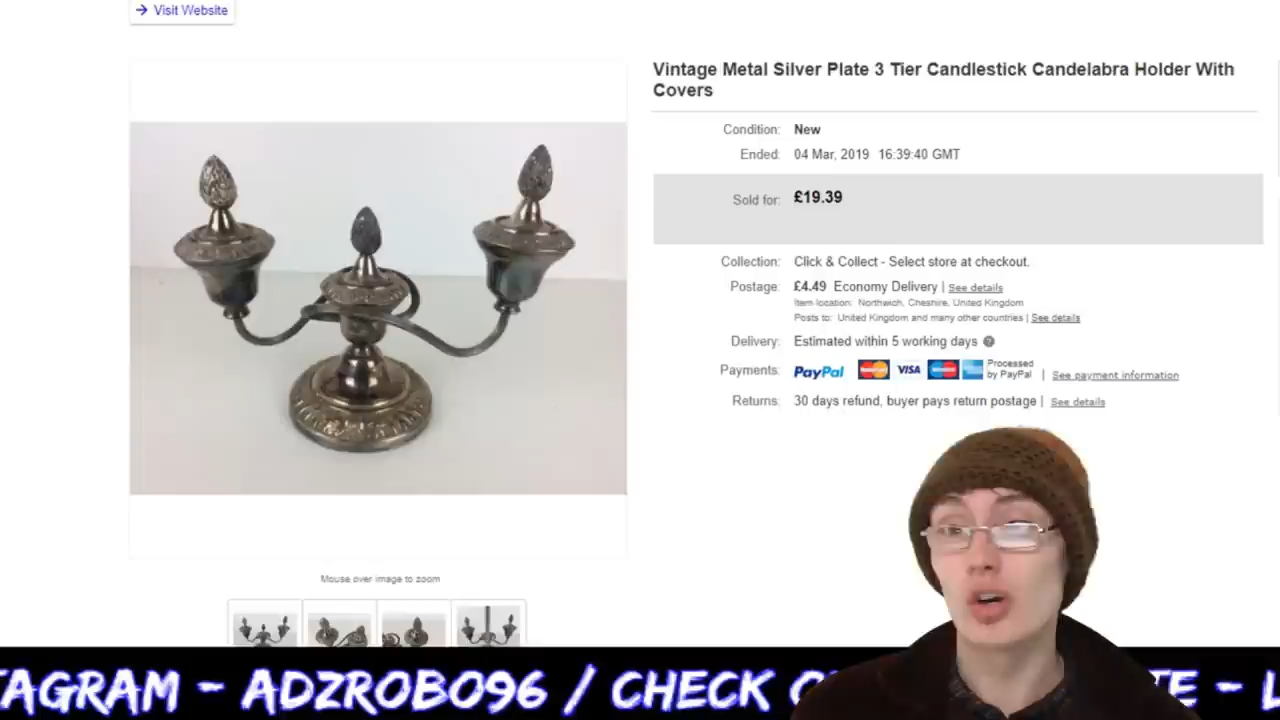 → Visit Website
Vintage Metal Silver Plate 3 Tier Candlestick Candelabra Holder With
Covers
Condition: New
Ended: 04 Mar, 2019 16:39:40 GMT
Sold for: £19.39
Collection: Click & Collect - Select store at checkout.
Postage: £4.49 Economy Delivery | See details
Item location: Northwich, Cheshire, United Kingdom
Posts to: United Kingdom and many other countries | See details
Delivery: Estimated within 5 working days ?
Payments: PayPal MasterCard VISA Maestro Processed
by PayPal | See payment information
Returns: 30 days refund, buyer pays return postage | See details
Mouse over image to zoom
TAGRAM - ADZROBO96 / CHECK